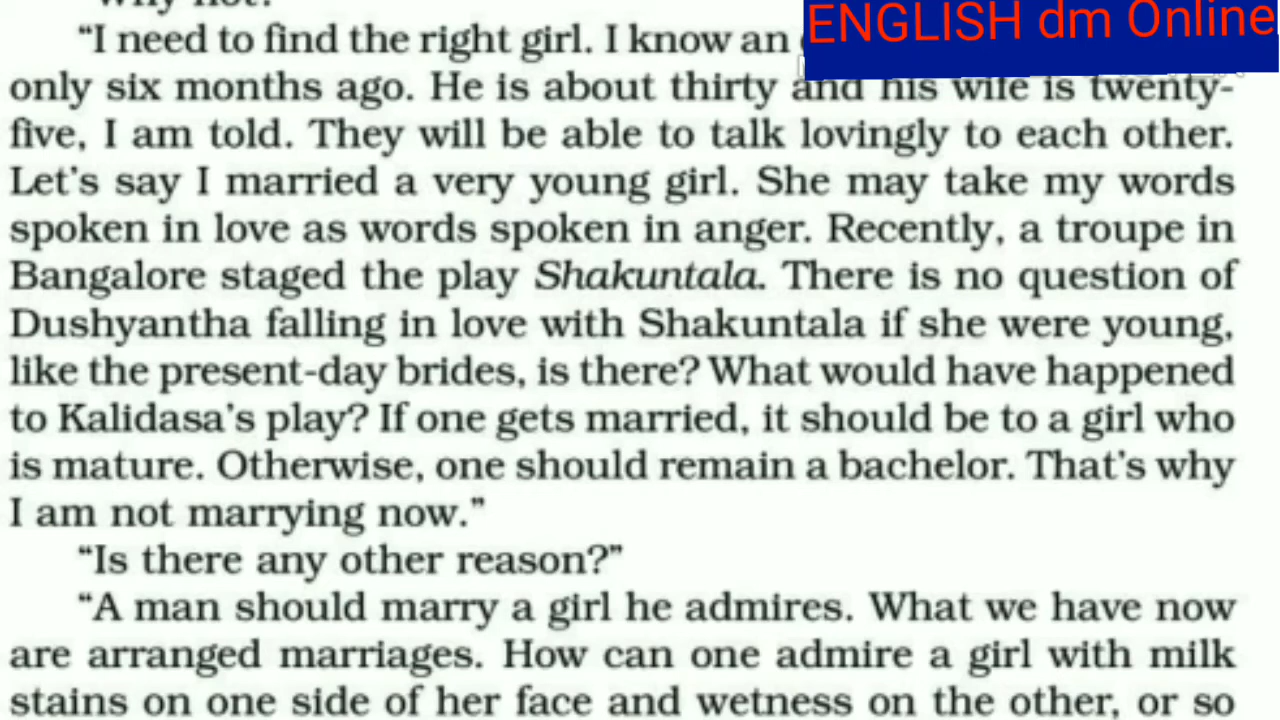 "Why not?"
ENGLISH dm Online
"I need to find the right girl. I know an
only six months ago. He is about thirty and his wife is twenty-
five, I am told. They will be able to talk lovingly to each other.
Let's say I married a very young girl. She may take my words
spoken in love as words spoken in anger. Recently, a troupe in
Bangalore staged the play Shakuntala. There is no question of
Dushyantha falling in love with Shakuntala if she were young,
like the present-day brides, is there? What would have happened
to Kalidasa's play? If one gets married, it should be to a girl who
is mature. Otherwise, one should remain a bachelor. That's why
I am not marrying now."
"Is there any other reason?"
"A man should marry a girl he admires. What we have now
are arranged marriages. How can one admire a girl with milk
stains on one side of her face and wetness on the other, or so